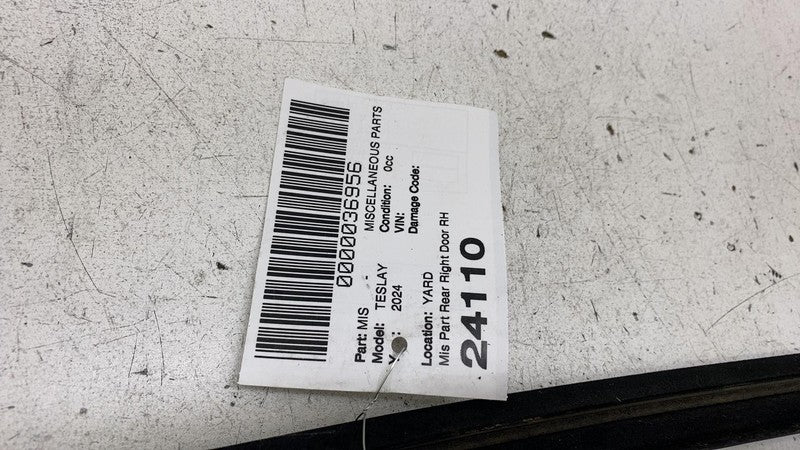 0000036956
Part: MIS - MISCELLANEOUS PARTS
Model: TESLAY Condition: 0cc
2024 VIN:
Damage Code:
Location: YARD
Mis Part Rear Right Door RH
24110